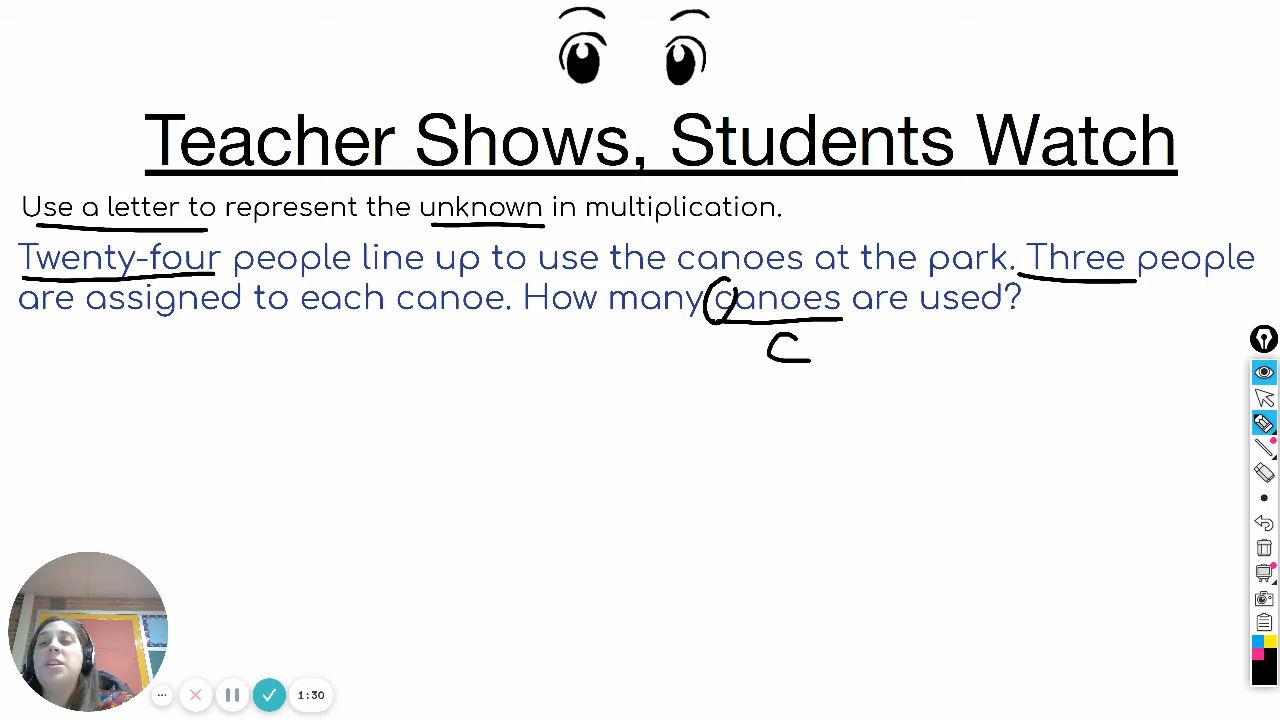 Teacher Shows, Students Watch
Use a letter to represent the unknown in multiplication.
Twenty-four people line up to use the canoes at the park. Three people
are assigned to each canoe. How many canoes are used?
C
1:30